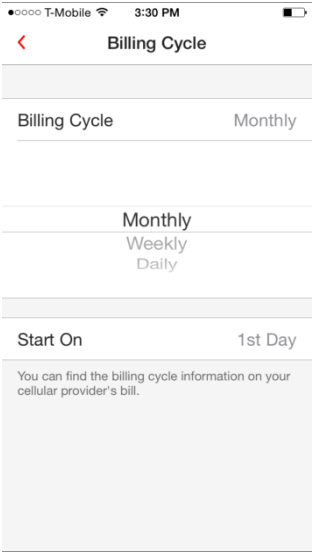 T-Mobile 3:30 PM
Billing Cycle
Billing Cycle Monthly
Monthly
Weekly
Daily
Start On 1st Day
You can find the billing cycle information on your
cellular provider's bill.